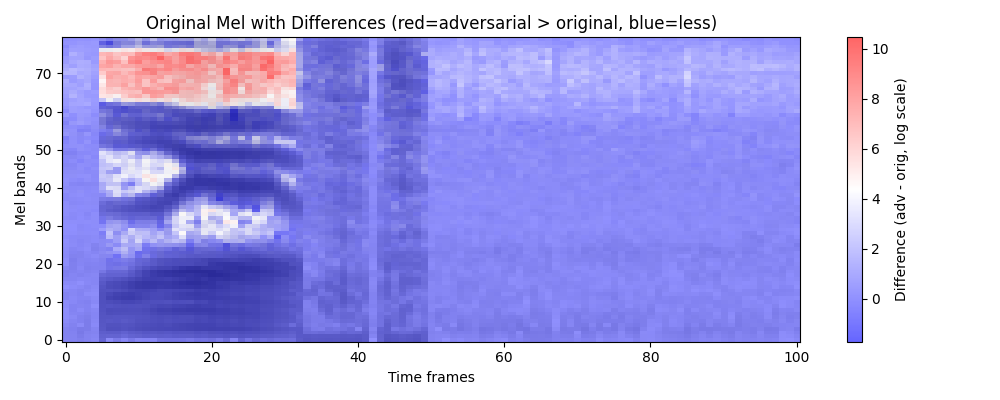 Original Mel with Differences (red=adversarial > original, blue=less)
Mel bands
70
60
50
40
30
20
10
0
0 20 40 60 80 100
Time frames
10
8
6
4
2
0
Difference (adv - orig, log scale)